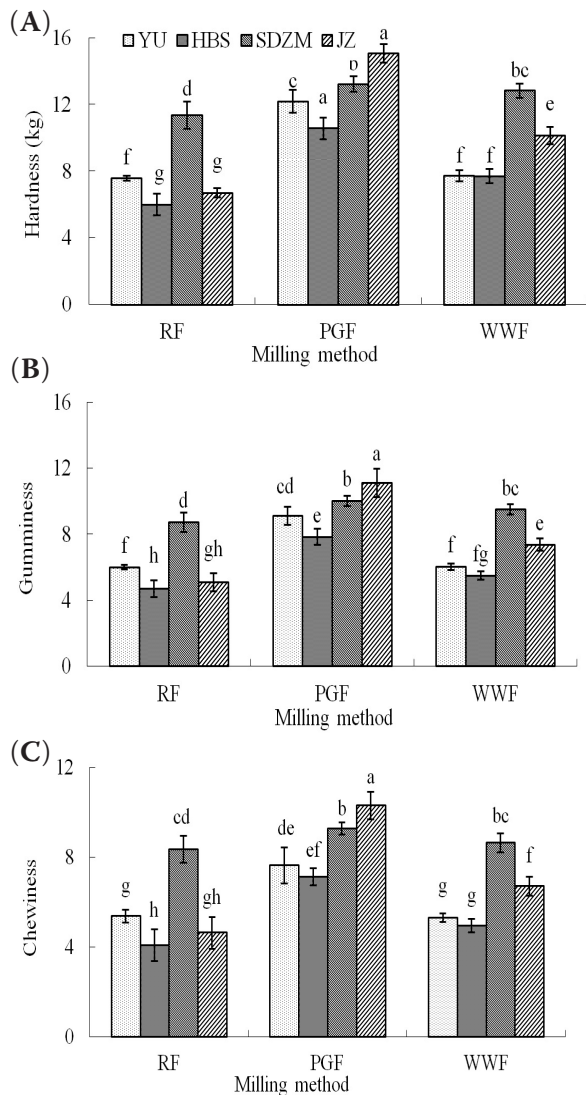 (A)
16
YU HBS SDZM JZ
a
b
c
d
bc
12
a
e
Hardness (kg)
8
f
g
g
f
f
4
0
RF
PGF
WWF
Milling method
(B)
16
a
12
cd
b
bc
d
e
e
Gumminess
8
f
h
gh
f
fg
4
0
RF
PGF
WWF
Milling method
(C)
12
a
b
cd
de
ef
bc
8
f
g
h
gh
g
g
Chewiness
4
0
RF
PGF
WWF
Milling method